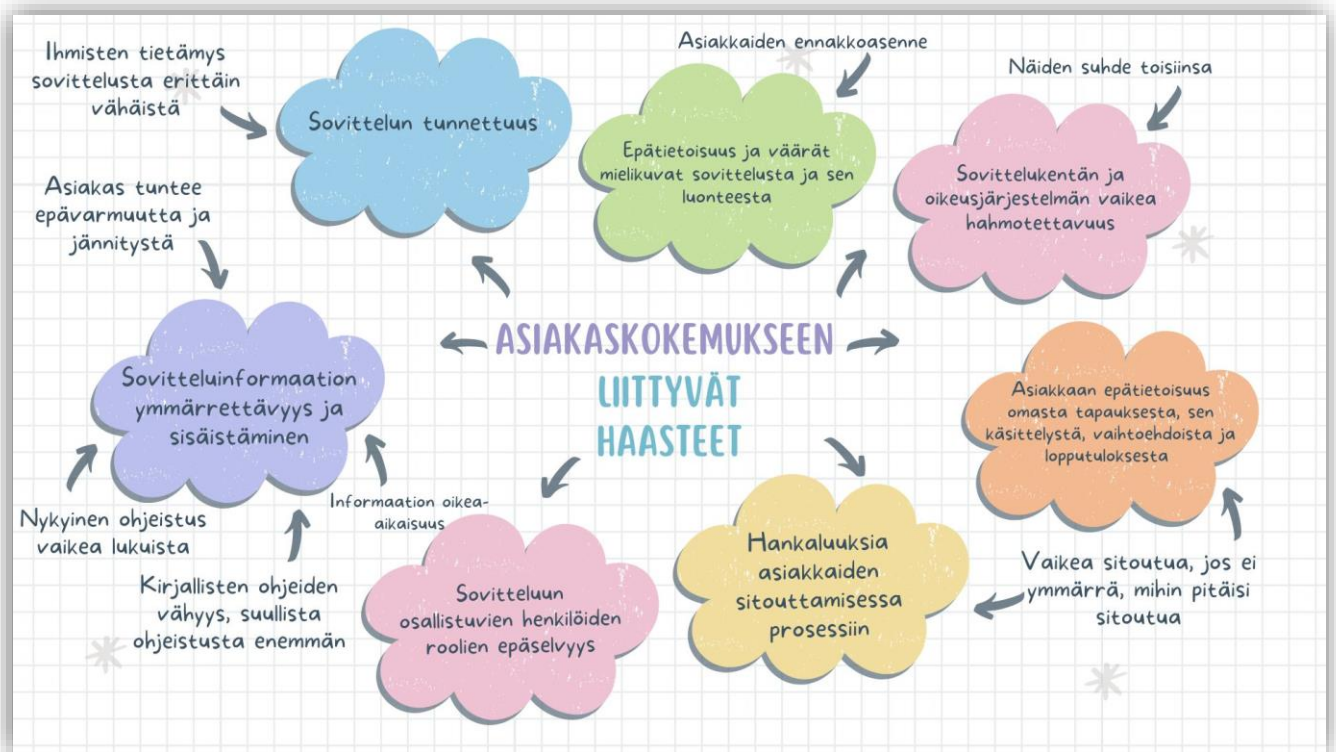 Ihmisten tietämys
sovittelusta erittäin
vähäistä
Sovittelun tunnettuus
Asiakkaiden ennakkoasenne
Epätietoisuus ja väärät
mielikuvat sovittelusta ja sen
luonteesta
Näiden suhde toisiinsa
Sovittelukentän ja
oikeusjärjestelmän vaikea
hahmotettavuus
Asiakas tuntee
epävarmuutta ja
jännitystä
Sovitteluinformaation
ymmärrettävyys ja
sisäistäminen
ASIAKASKOKEMUKSEEN
LIITTYVÄT
HAASTEET
Asiakkaan epätietoisuus
omasta tapauksesta, sen
käsittelystä, vaihtoehdoista ja
lopputuloksesta
Nykyinen ohjeistus
vaikea lukuista
Kirjallisten ohjeiden
vähyys, suullista
ohjeistusta enemmän
Informaation oikea-
aikaisuus
Sovitteluun
osallistuvien henkilöiden
roolien epäselvyys
Hankaluuksia
asiakkaiden
sitouttamisessa
prosessiin
Vaikea sitoutua, jos ei
ymmärrä, mihin pitäisi
sitoutua